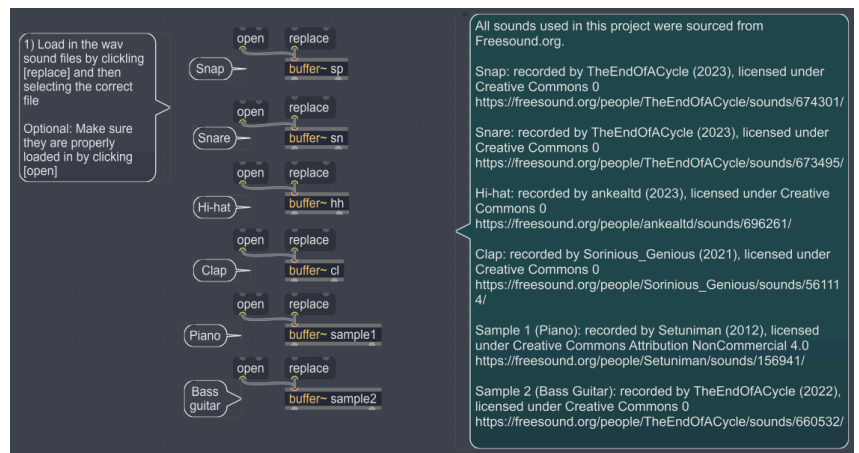 1) Load in the wav
sound files by clickling
[replace] and then
selecting the correct
file
Optional: Make sure
they are properly
loaded in by clicking
[open]
open replace
Snap
buffer~ sp
open replace
Snare
buffer~ sn
open replace
Hi-hat
buffer~ hh
open replace
Clap
buffer~ cl
open replace
Piano
buffer~ sample1
open replace
Bass
guitar
buffer~ sample2
All sounds used in this project were sourced from
Freesound.org.
Snap: recorded by TheEndOfACycle (2023), licensed under
Creative Commons 0
https://freesound.org/people/TheEndOfACycle/sounds/674301/
Snare: recorded by TheEndOfACycle (2023), licensed under
Creative Commons 0
https://freesound.org/people/TheEndOfACycle/sounds/673495/
Hi-hat: recorded by ankealtd (2023), licensed under Creative
Commons 0
https://freesound.org/people/ankealtd/sounds/696261/
Clap: recorded by Sorinious_Genious (2021), licensed under
Creative Commons 0
https://freesound.org/people/Sorinious_Genious/sounds/56111
4/
Sample 1 (Piano): recorded by Setuniman (2012), licensed
under Creative Commons Attribution NonCommercial 4.0
https://freesound.org/people/Setuniman/sounds/156941/
Sample 2 (Bass Guitar): recorded by TheEndOfACycle (2022),
licensed under Creative Commons 0
https://freesound.org/people/TheEndOfACycle/sounds/660532/